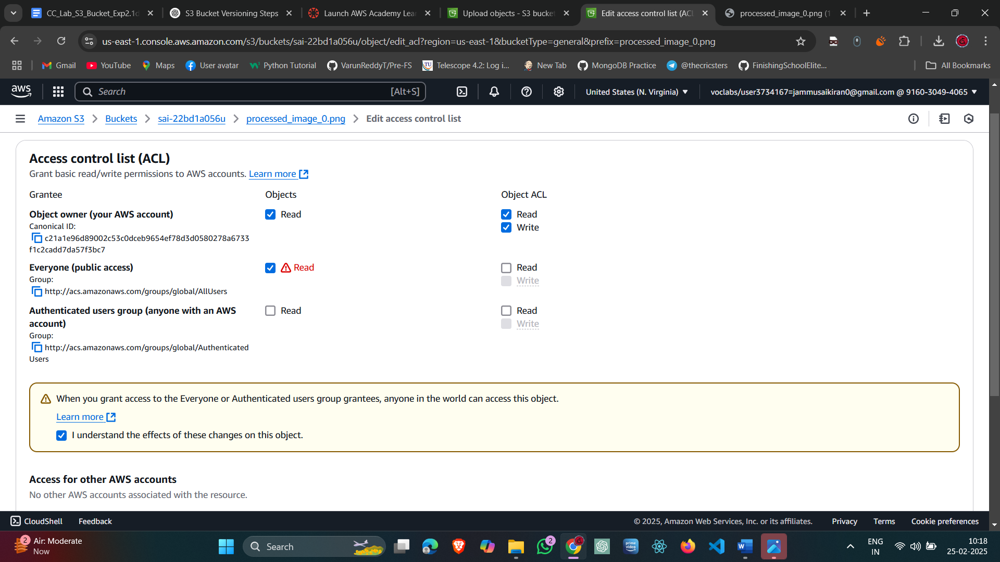 CC_Lab_S3_Bucket_Exp2.1d
S3 Bucket Versioning Steps
Launch AWS Academy Lea
Upload objects - S3 bucket
Edit access control list (ACL
processed_image_0.png (1
us-east-1.console.aws.amazon.com/s3/buckets/sai-22bd1a056u/object/edit_acl?region=us-east-1&bucketType=general&prefix=processed_image_0.png
Gmail
YouTube
Maps
User avatar
Python Tutorial
VarunReddyT/Pre-FS
Telescope 4.2: Log i...
New Tab
MongoDB Practice
@thecricsters
FinishingSchoolElite...
All Bookmarks
aws
Search
[Alt+S]
United States (N. Virginia)
voclabs/user3734167=jammusaikiran0@gmail.com @ 9160-3049-4065
Amazon S3
Buckets
sai-22bd1a056u
processed_image_0.png
Edit access control list
Access control list (ACL)
Grant basic read/write permissions to AWS accounts. Learn more
Grantee
Objects
Object ACL
Object owner (your AWS account)
Read
Read
Canonical ID:
Write
c21a1e96d89002c53c0dceb9654ef78d3d0580278a6733
f1c2cadd7da57f3bc7
Everyone (public access)
Read
Read
Group:
Write
http://acs.amazonaws.com/groups/global/AllUsers
Authenticated users group (anyone with an AWS
Read
Read
account)
Write
Group:
http://acs.amazonaws.com/groups/global/Authenticated
Users
When you grant access to the Everyone or Authenticated users group grantees, anyone in the world can access this object.
Learn more
I understand the effects of these changes on this object.
Access for other AWS accounts
No other AWS accounts associated with the resource.
CloudShell
Feedback
© 2025, Amazon Web Services, Inc. or its affiliates.
Privacy
Terms
Cookie preferences
2
Air: Moderate
Now
Search
2
prime video
ENG
IN
10:18
25-02-2025